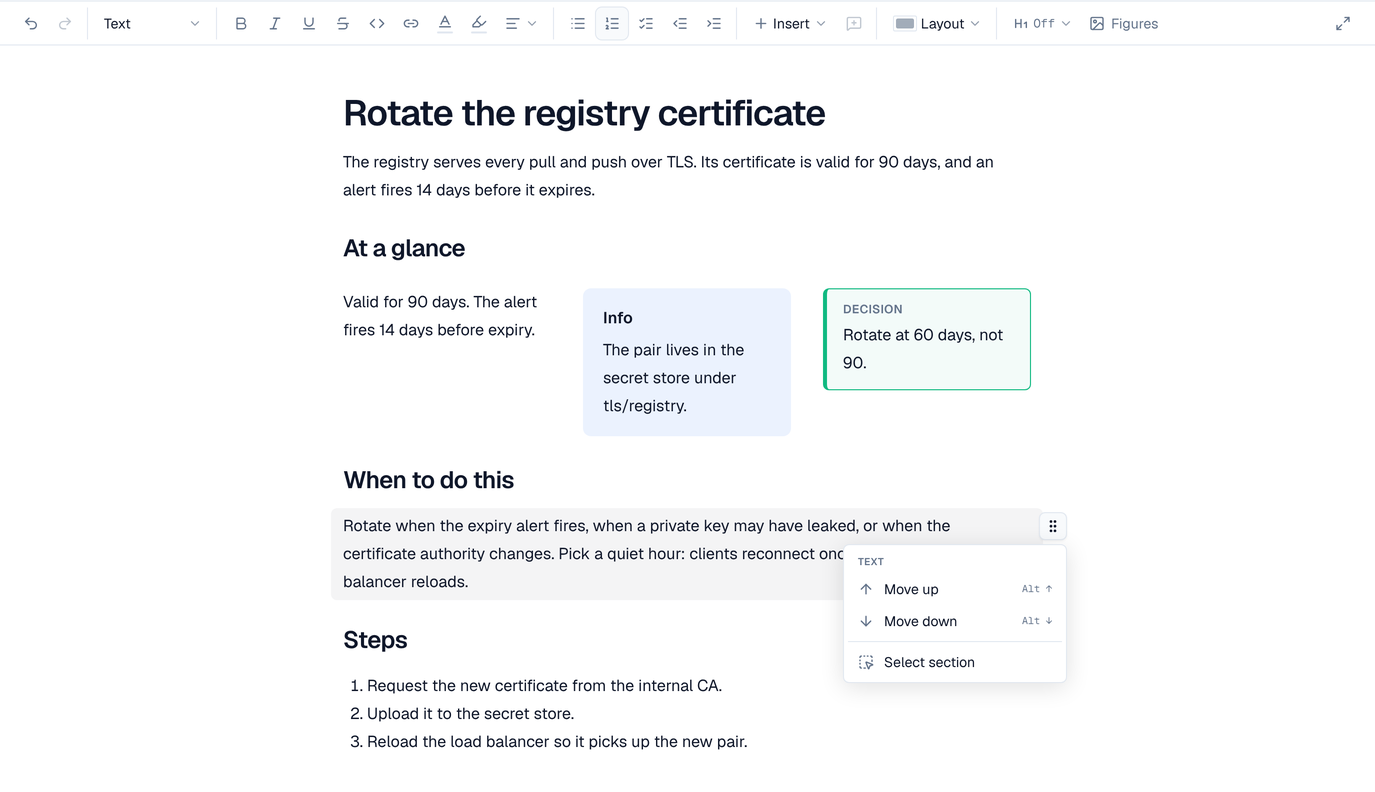 Text
Insert
Layout
H1 Off
Figures
Rotate the registry certificate
The registry serves every pull and push over TLS. Its certificate is valid for 90 days, and an
alert fires 14 days before it expires.
At a glance
Valid for 90 days. The alert
fires 14 days before expiry.
Info
The pair lives in the
secret store under
tls/registry.
DECISION
Rotate at 60 days, not
90.
When to do this
Rotate when the expiry alert fires, when a private key may have leaked, or when the
certificate authority changes. Pick a quiet hour: clients reconnect
balancer reloads.
TEXT
Move up Alt ↑
Move down Alt ↓
Select section
Steps
1. Request the new certificate from the internal CA.
2. Upload it to the secret store.
3. Reload the load balancer so it picks up the new pair.